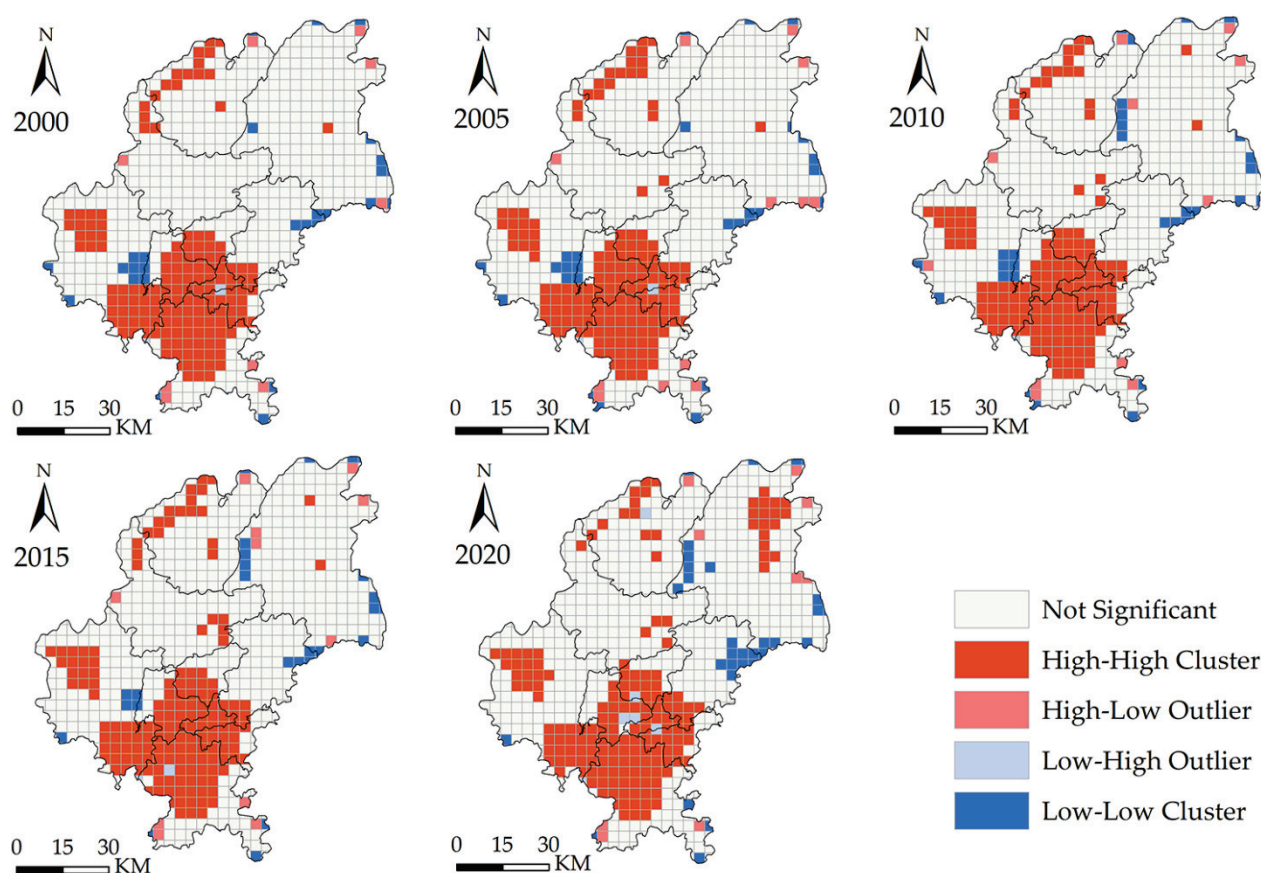 N
2000
0 15 30
KM
N
2005
0 15 30
KM
N
2010
0 15 30
KM
N
2015
0 15 30
KM
N
2020
0 15 30
KM
Not Significant
High-High Cluster
High-Low Outlier
Low-High Outlier
Low-Low Cluster